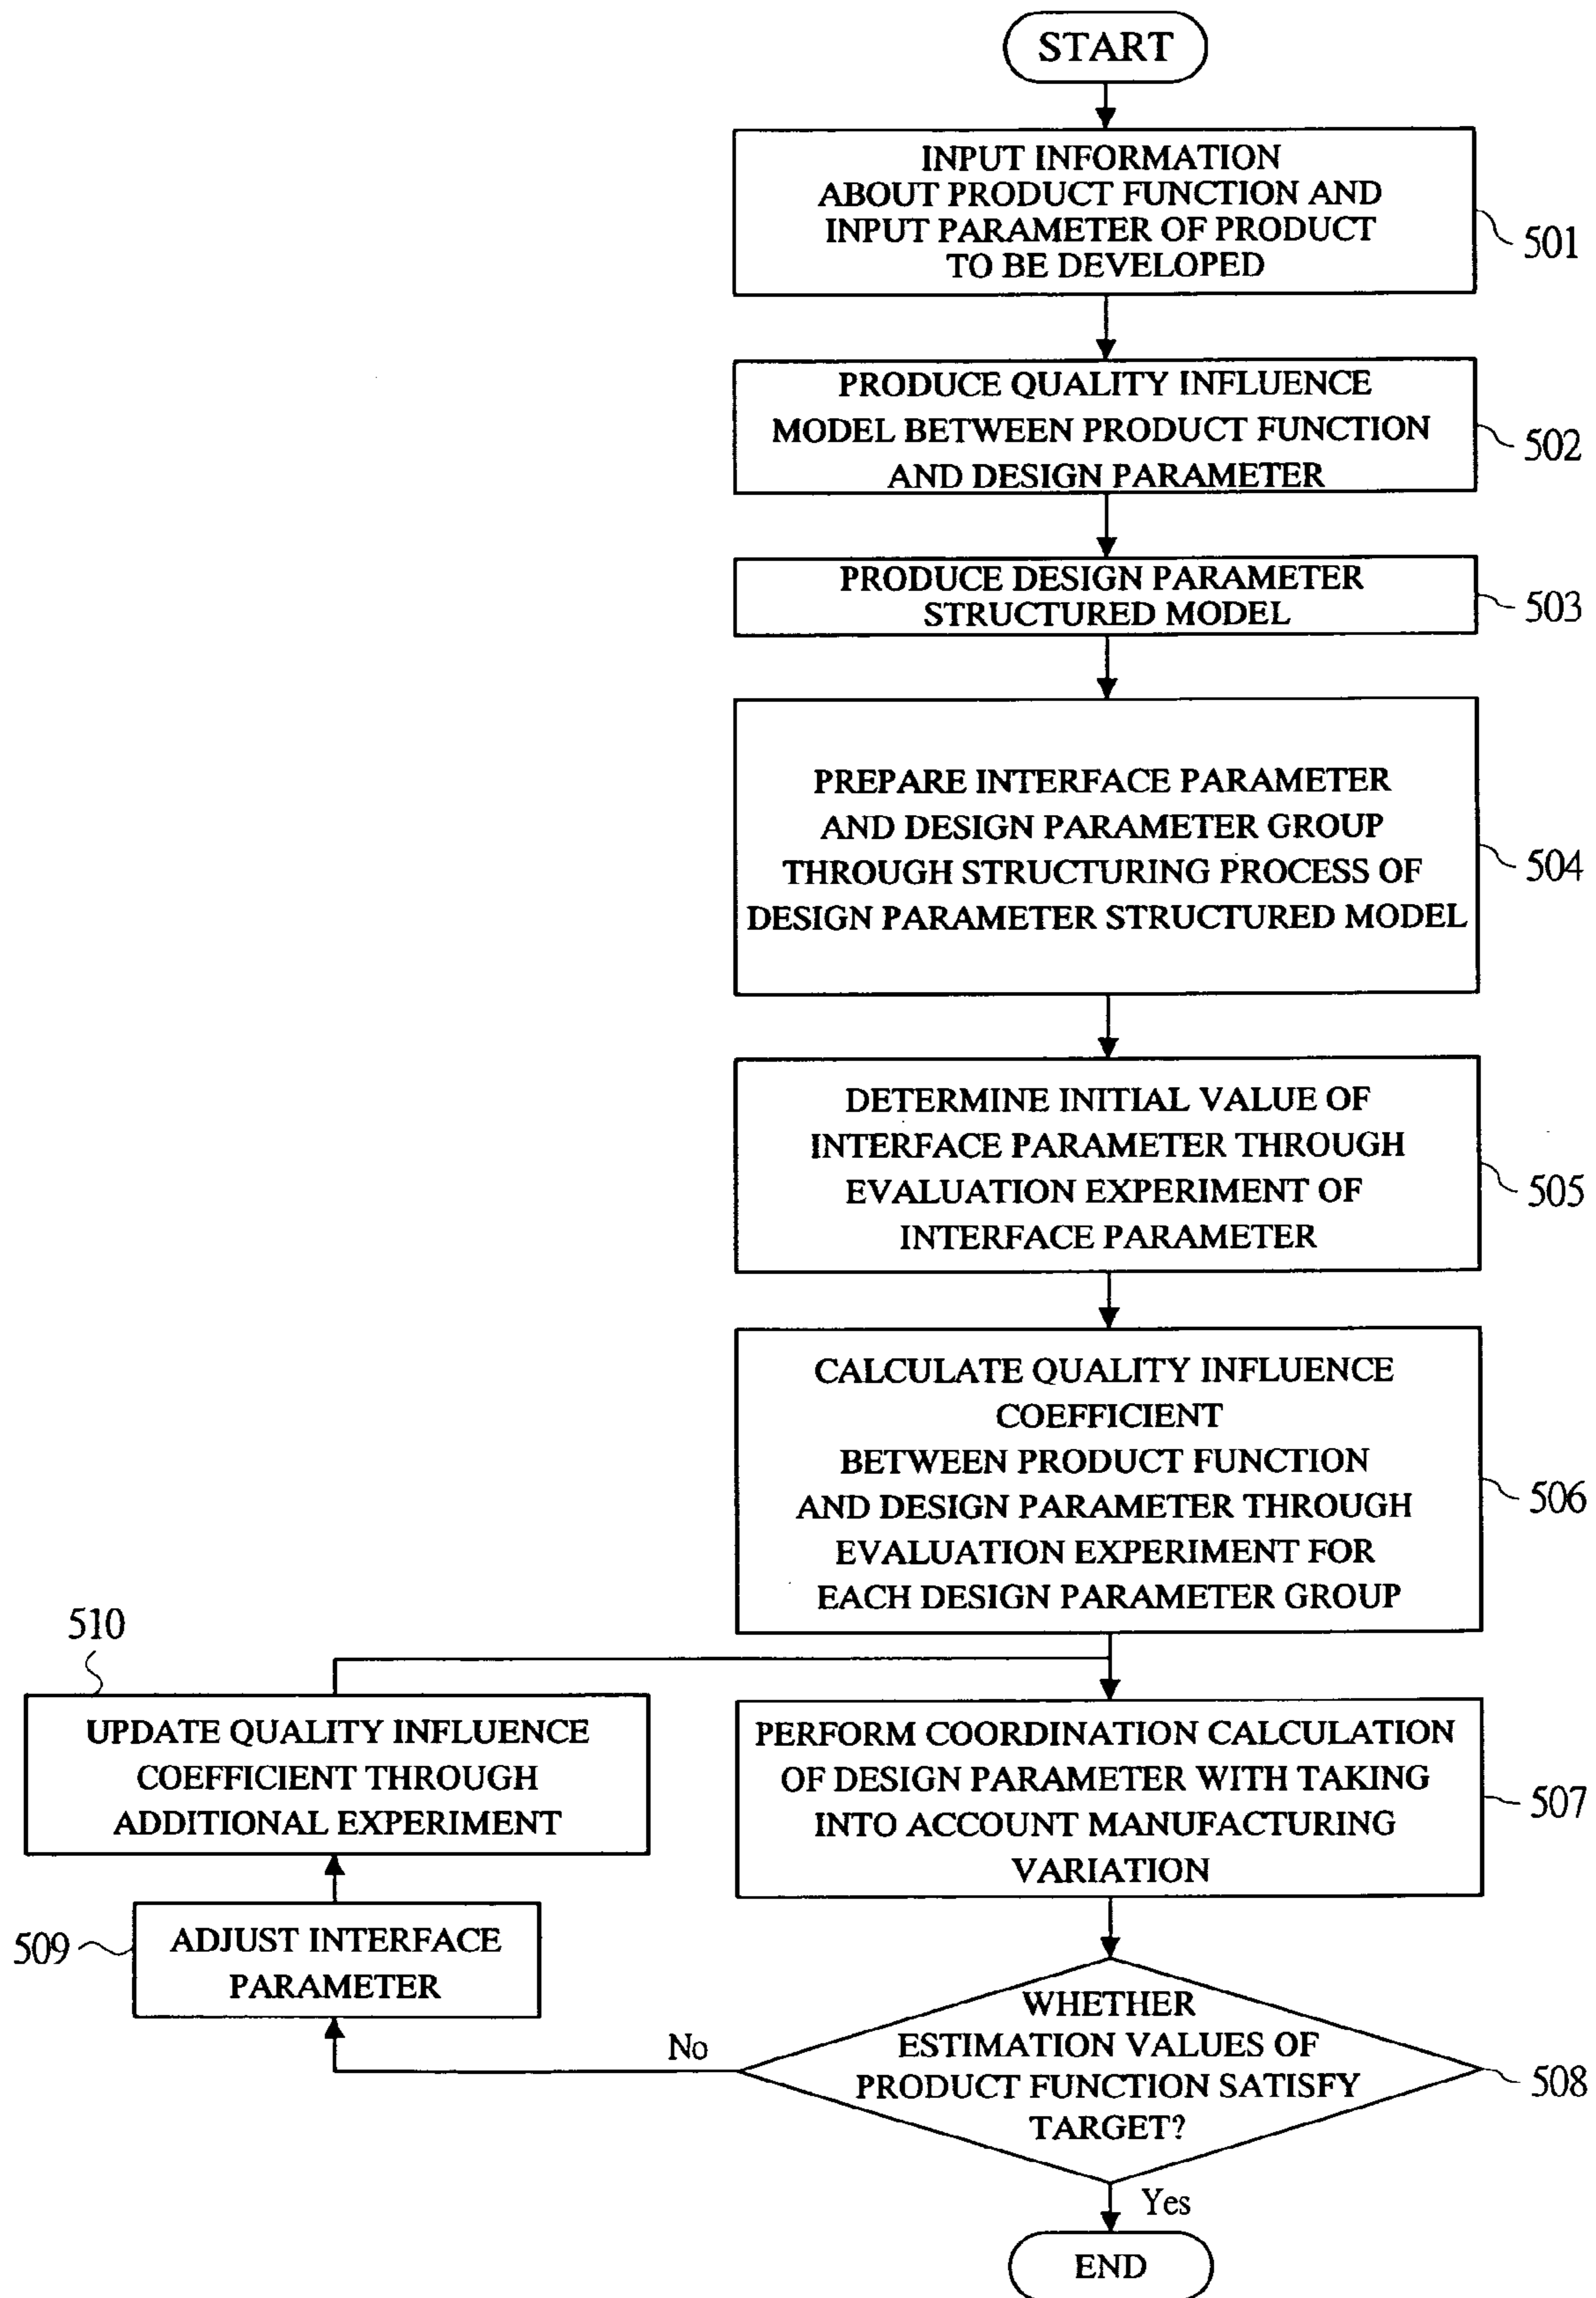 START
INPUT INFORMATION
ABOUT PRODUCT FUNCTION AND
INPUT PARAMETER OF PRODUCT
TO BE DEVELOPED
501
PRODUCE QUALITY INFLUENCE
MODEL BETWEEN PRODUCT FUNCTION
AND DESIGN PARAMETER
502
PRODUCE DESIGN PARAMETER
STRUCTURED MODEL
503
PREPARE INTERFACE PARAMETER
AND DESIGN PARAMETER GROUP
THROUGH STRUCTURING PROCESS OF
DESIGN PARAMETER STRUCTURED MODEL
504
DETERMINE INITIAL VALUE OF
INTERFACE PARAMETER THROUGH
EVALUATION EXPERIMENT OF
INTERFACE PARAMETER
505
CALCULATE QUALITY INFLUENCE
COEFFICIENT
BETWEEN PRODUCT FUNCTION
AND DESIGN PARAMETER THROUGH
EVALUATION EXPERIMENT FOR
EACH DESIGN PARAMETER GROUP
506
510
UPDATE QUALITY INFLUENCE
COEFFICIENT THROUGH
ADDITIONAL EXPERIMENT
PERFORM COORDINATION CALCULATION
OF DESIGN PARAMETER WITH TAKING
INTO ACCOUNT MANUFACTURING
VARIATION
507
509
ADJUST INTERFACE
PARAMETER
No
WHETHER
ESTIMATION VALUES OF
PRODUCT FUNCTION SATISFY
TARGET?
508
Yes
END